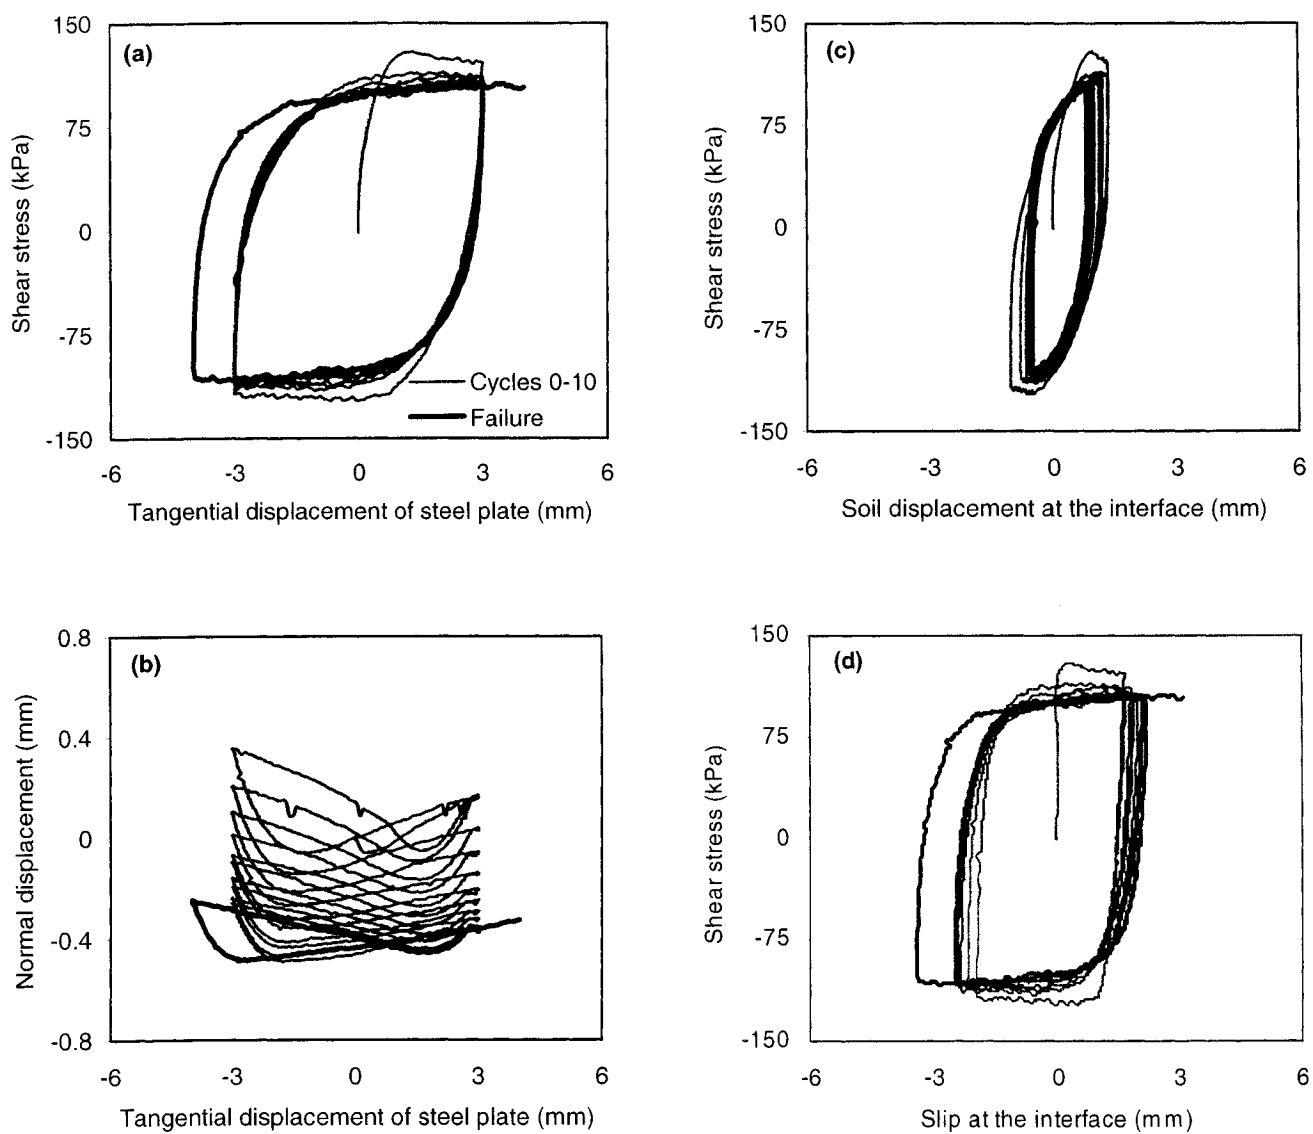 (a)
150
75
0
-75
-150
Shear stress (kPa)
Cycles 0-10
Failure
-6 -3 0 3 6
Tangential displacement of steel plate (mm)
(c)
150
75
0
-75
-150
Shear stress (kPa)
-6 -3 0 3 6
Soil displacement at the interface (mm)
(b)
0.8
0.4
0
-0.4
-0.8
Normal displacement (mm)
-6 -3 0 3 6
Tangential displacement of steel plate (mm)
(d)
150
75
0
-75
-150
Shear stress (kPa)
-6 -3 0 3 6
Slip at the interface (mm)